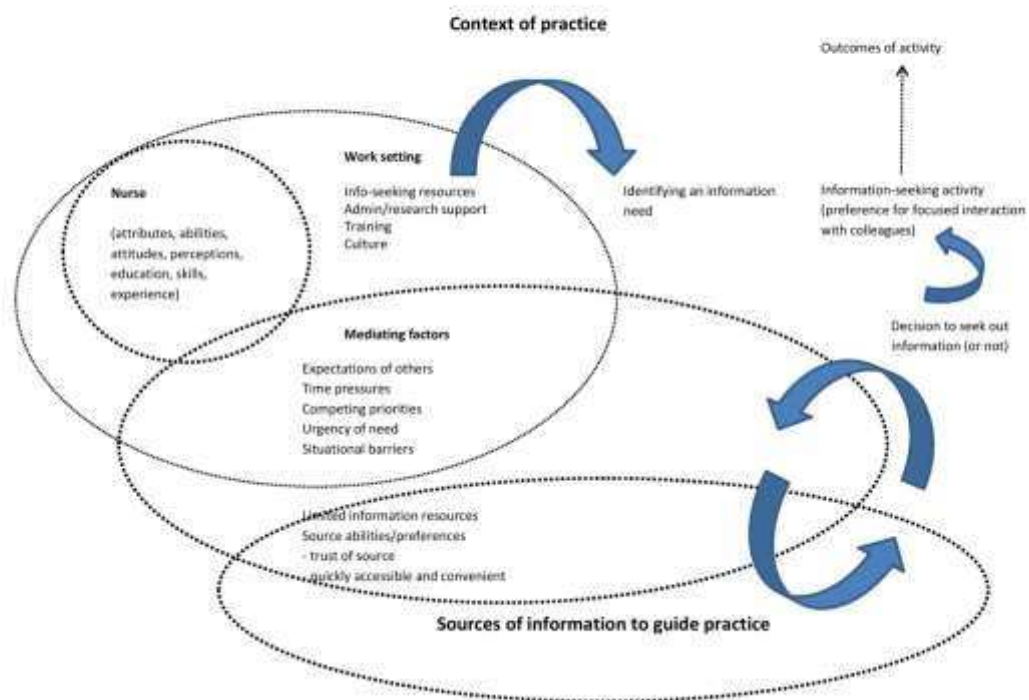 Context of practice
Outcomes of activity
Work setting
Info-seeking resources
Admin/research support
Training
Culture
Nurse
(attributes, abilities,
attitudes, perceptions,
education, skills,
experience)
Identifying an information
need
Information-seeking activity
(preference for focused interaction
with colleagues)
Decision to seek out
information (or not)
Mediating factors
Expectations of others
Time pressures
Competing priorities
Urgency of need
Situational barriers
Limited information resources
Source abilities/preferences
- trust of source
- quickly accessible and convenient
Sources of information to guide practice